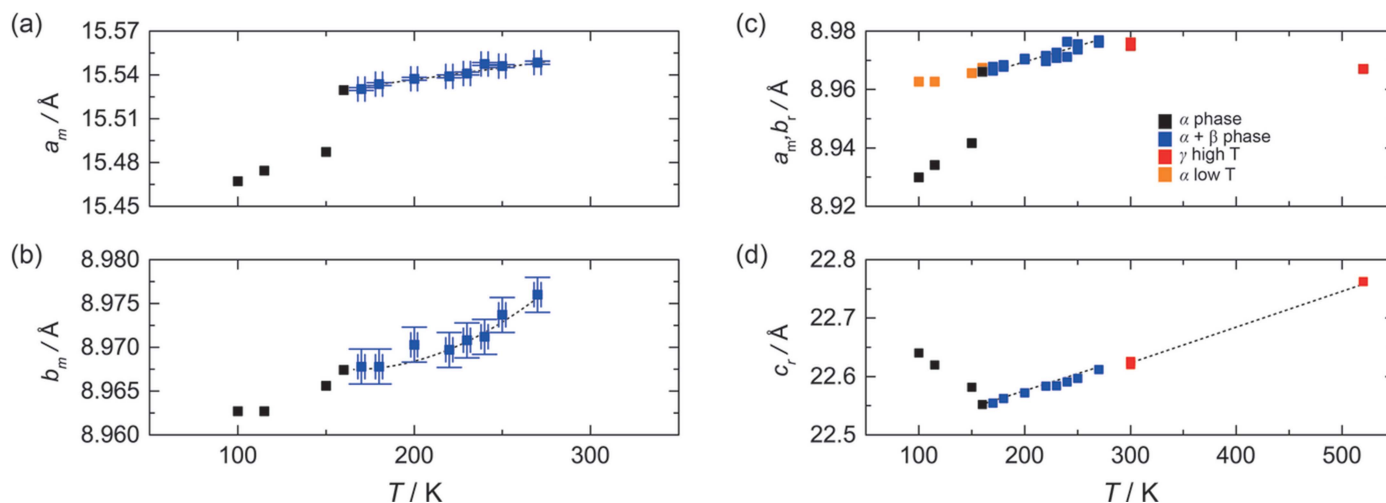 (a)
15.57
15.54
15.51
15.48
15.45
a_m / Å
(b)
8.980
8.975
8.970
8.965
8.960
b_m / Å
100
200
300
T / K
(c)
8.98
8.96
8.94
8.92
a_m,b_r / Å
α phase
α + β phase
γ high T
α low T
(d)
22.8
22.7
22.6
22.5
c_r / Å
100
200
300
400
500
T / K